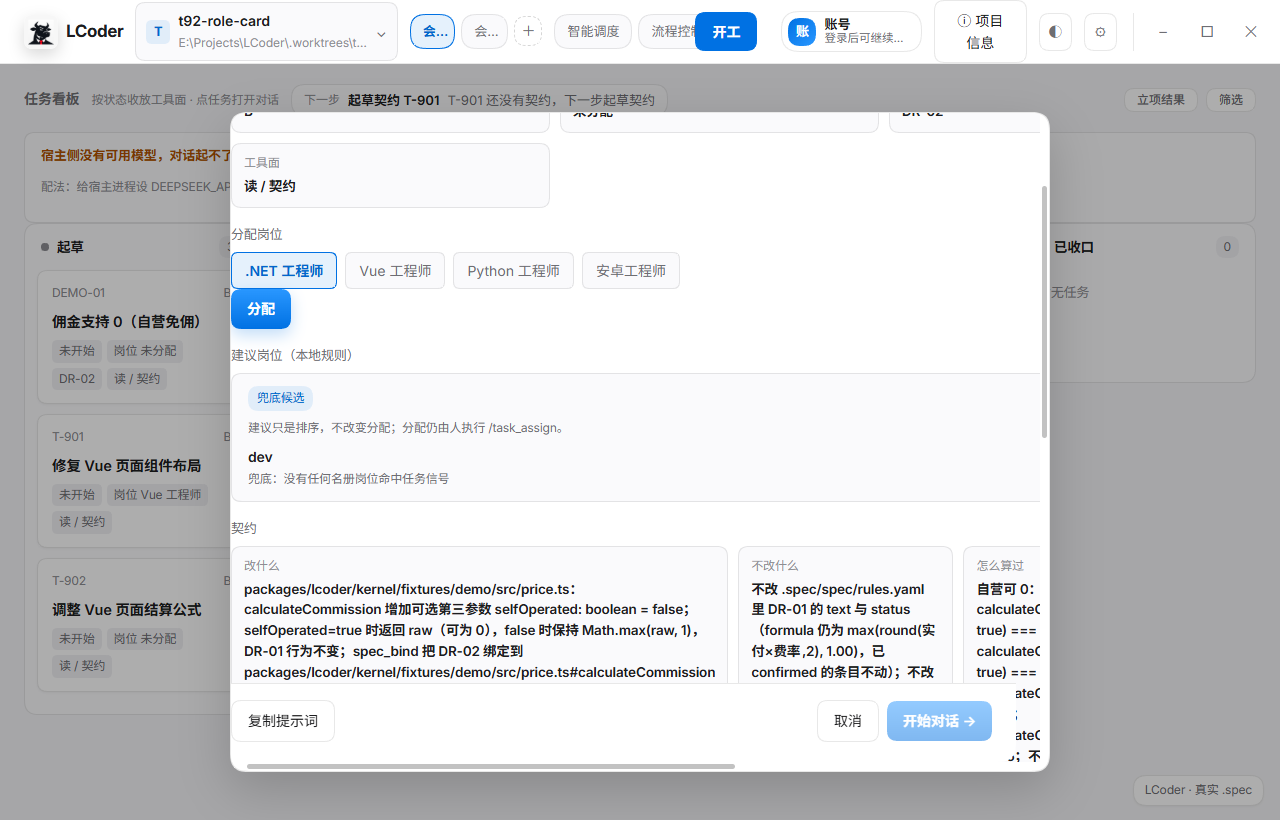 LCoder
T
t92-role-card
E:\Projects\LCoder\.worktrees\t...
会...
会...
+
智能调度
流程控制
开工
账
账号
登录后可继续...
项目
信息
任务看板
按状态收放工具面 · 点任务打开对话
下一步 起草契约 T-901 T-901 还没有契约，下一步起草契约
立项结果
筛选
宿主侧没有可用模型，对话起不了
配法：给宿主进程设 DEEPSEEK_AP
起草
DEMO-01
佣金支持 0（自营免佣）
未开始
岗位 未分配
DR-02
读 / 契约
T-901
修复 Vue 页面组件布局
未开始
岗位 Vue 工程师
读 / 契约
T-902
调整 Vue 页面结算公式
未开始
岗位 未分配
读 / 契约
工具面
读 / 契约
分配岗位
.NET 工程师
Vue 工程师
Python 工程师
安卓工程师
分配
建议岗位（本地规则）
兜底候选
建议只是排序，不改变分配；分配仍由人执行 /task_assign。
dev
兜底：没有任何名册岗位命中任务信号
契约
改什么
packages/lcoder/kernel/fixtures/demo/src/price.ts：
calculateCommission 增加可选第三参数 selfOperated: boolean = false；
selfOperated=true 时返回 raw（可为 0），false 时保持 Math.max(raw, 1)，
DR-01 行为不变；spec_bind 把 DR-02 绑定到
packages/lcoder/kernel/fixtures/demo/src/price.ts#calculateCommission
不改什么
不改 .spec/spec/rules.yaml
里 DR-01 的 text 与 status
（formula 仍为 max(round(实
付×费率 ,2), 1.00)，已
confirmed 的条目不动）；不改
怎么算过
自营可 0：
calculateC
true) ===
calculateC
true) ===
复制提示词
取消
开始对话 →
已收口
0
无任务
LCoder · 真实 .spec